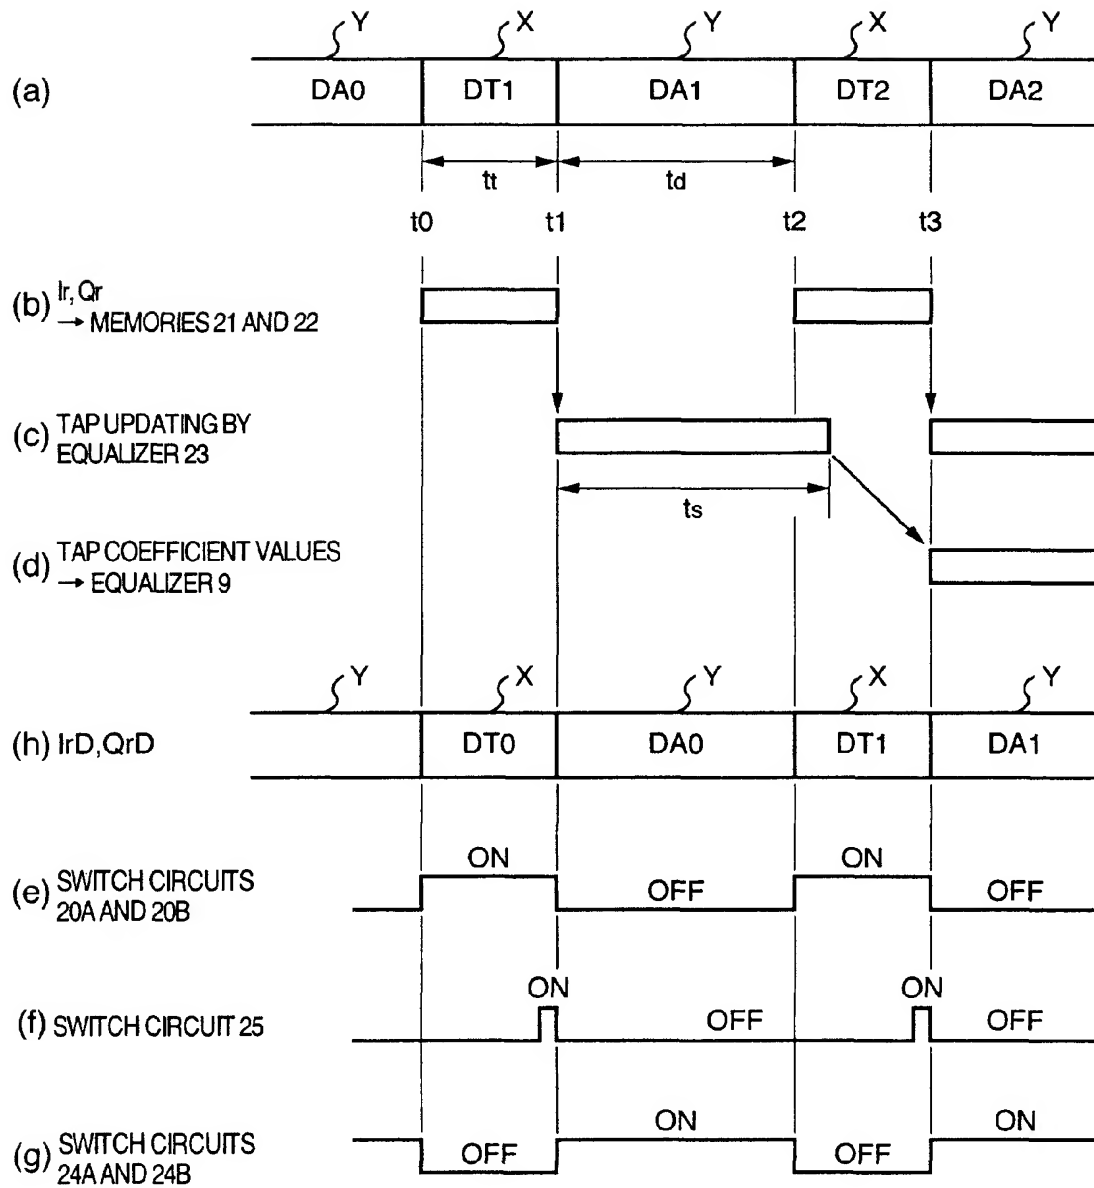 Y X Y X Y
(a) DA0 DT1 DA1 DT2 DA2
tt td
t0 t1 t2 t3
(b) Ir, Qr
→ MEMORIES 21 AND 22
(c) TAP UPDATING BY
EQUALIZER 23
ts
(d) TAP COEFFICIENT VALUES
→ EQUALIZER 9
Y X Y X Y
(h) IrD,QrD DT0 DA0 DT1 DA1
ON ON
(e) SWITCH CIRCUITS
20A AND 20B
OFF OFF
ON ON
(f) SWITCH CIRCUIT 25 OFF OFF
ON ON
(g) SWITCH CIRCUITS
24A AND 24B
OFF OFF